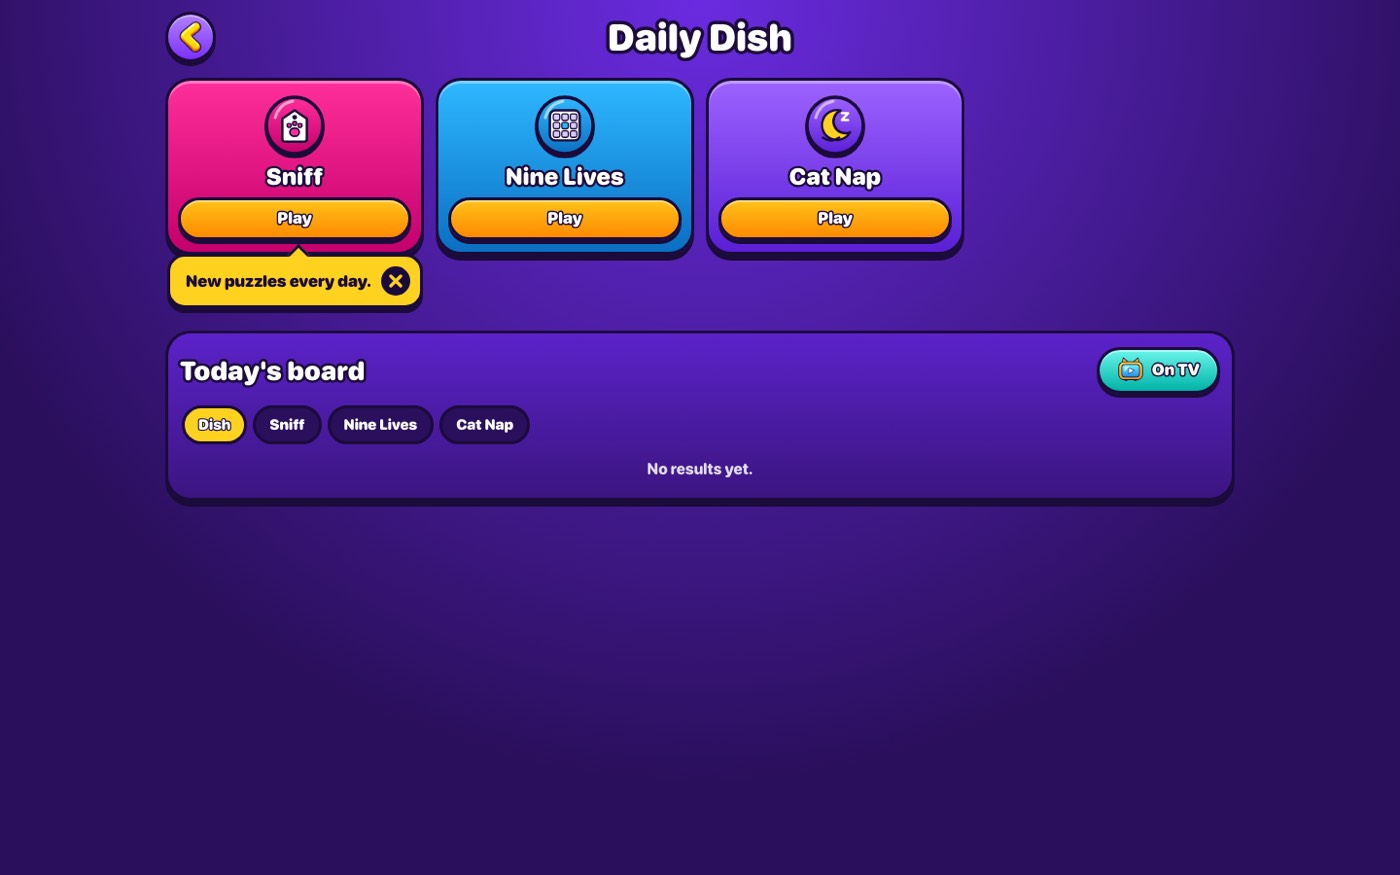 Daily Dish
Sniff
Play
Nine Lives
Play
z
Cat Nap
Play
New puzzles every day.
Today's board
On TV
Dish
Sniff
Nine Lives
Cat Nap
No results yet.